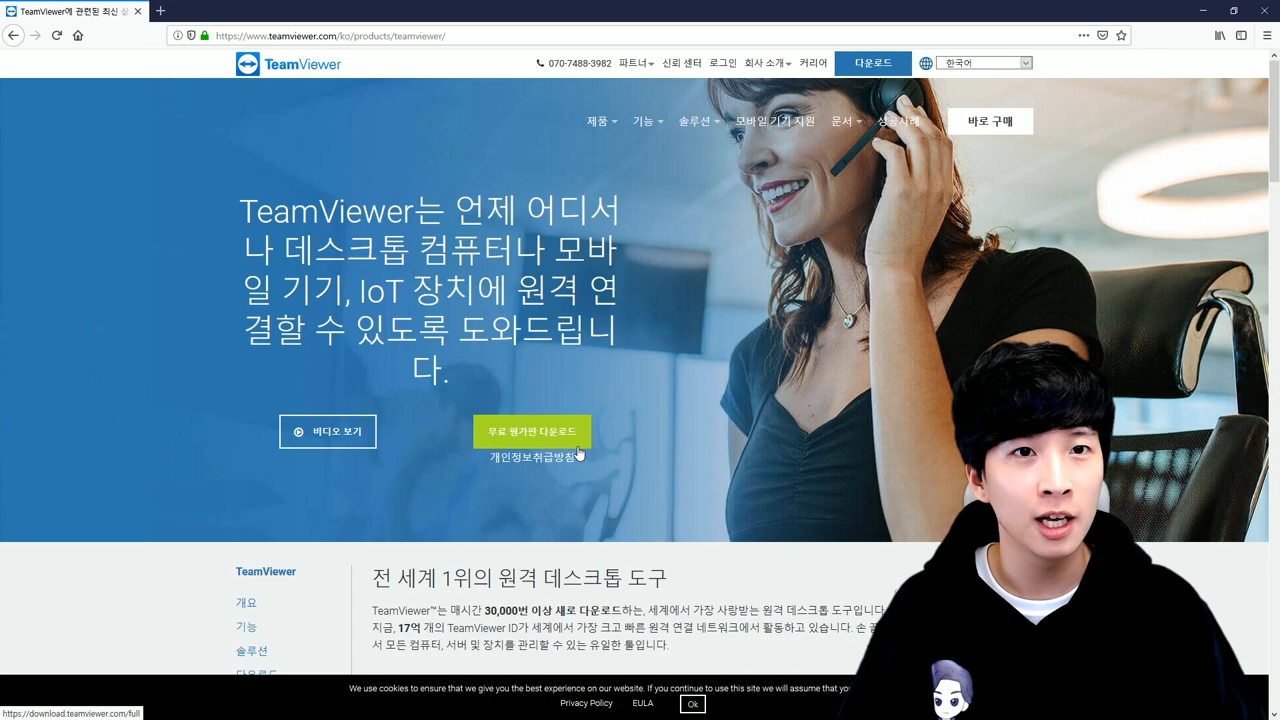 TeamViewer에 관련된 최신 상
https://www.teamviewer.com/ko/products/teamviewer/
TeamViewer
070-7488-3982 파트너 신뢰 센터 로그인 회사 소개 커리어 다운로드 한국어
제품 기능 솔루션 모바일 기기 지원 문서 성공사례 바로 구매
TeamViewer는 언제 어디서
나 데스크톱 컴퓨터나 모바
일 기기, IoT 장치에 원격 연
결할 수 있도록 도와드립니
다.
비디오 보기
무료 평가판 다운로드
개인정보취급방침
TeamViewer
개요
기능
솔루션
다운로드
전 세계 1위의 원격 데스크톱 도구
TeamViewer™는 매시간 30,000번 이상 새로 다운로드하는, 세계에서 가장 사랑받는 원격 데스크톱 도구입니다
지금, 17억 개의 TeamViewer ID가 세계에서 가장 크고 빠른 원격 연결 네트워크에서 활동하고 있습니다. 손
서 모든 컴퓨터, 서버 및 장치를 관리할 수 있는 유일한 툴입니다.
We use cookies to ensure that we give you the best experience on our website. If you continue to use this site we will assume that you
Privacy Policy EULA Ok
https://download.teamviewer.com/full